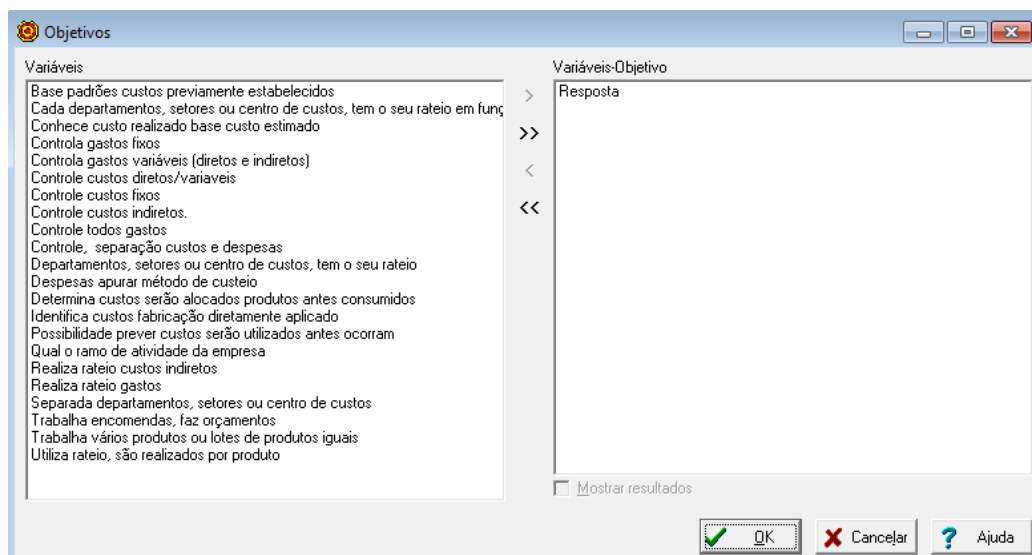 Objetivos
Variáveis
Base padrões custos previamente estabelecidos
Cada departamentos, setores ou centro de custos, tem o seu rateio em funç
Conhece custo realizado base custo estimado
Controla gastos fixos
Controla gastos variáveis (diretos e indiretos)
Controle custos diretos/variaveis
Controle custos fixos
Controle custos indiretos.
Controle todos gastos
Controle,  separação custos e despesas
Departamentos, setores ou centro de custos, tem o seu rateio
Despesas apurar método de custeio
Determina custos serão alocados produtos antes consumidos
Identifica custos fabricação diretamente aplicado
Possibilidade prever custos serão utilizados antes ocorram
Qual o ramo de atividade da empresa
Realiza rateio custos indiretos
Realiza rateio gastos
Separada departamentos, setores ou centro de custos
Trabalha encomendas, faz orçamentos
Trabalha vários produtos ou lotes de produtos iguais
Utiliza rateio, são realizados por produto
>
>>
<
<<
Variáveis-Objetivo
Resposta
Mostrar resultados
OK
Cancelar
? Ajuda